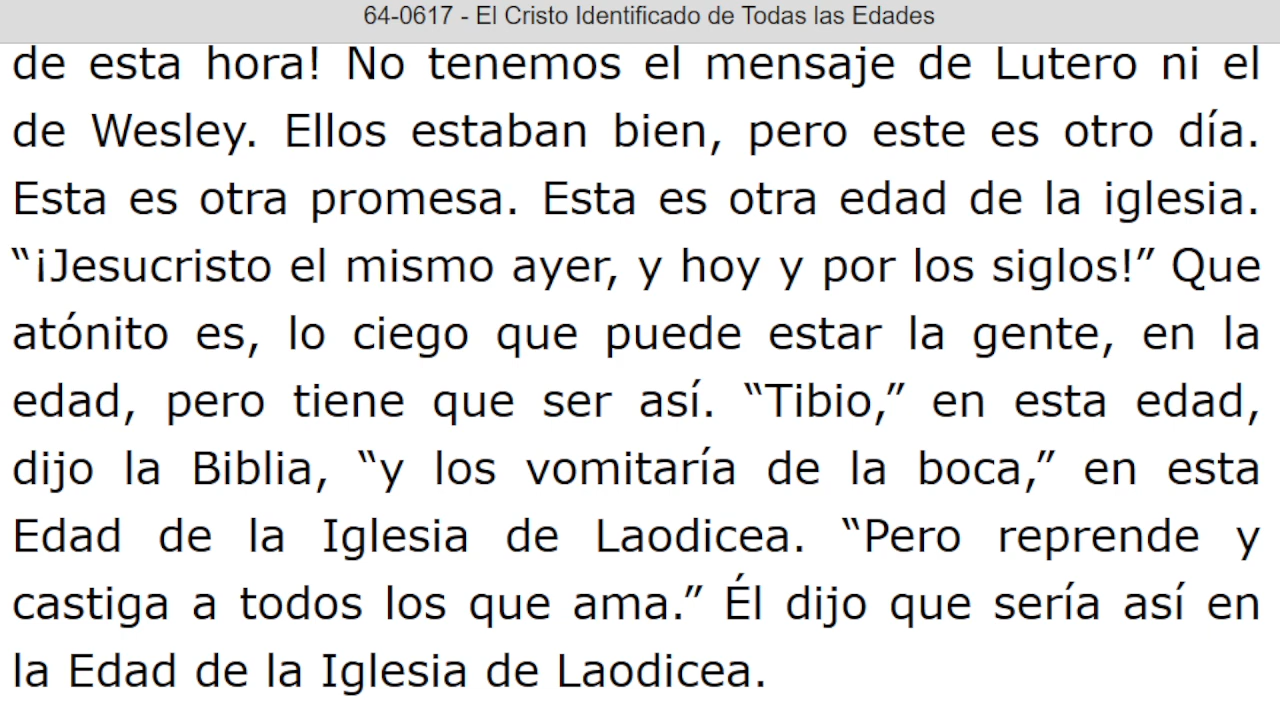 64-0617 - El Cristo Identificado de Todas las Edades
de esta hora! No tenemos el mensaje de Lutero ni el
de Wesley. Ellos estaban bien, pero este es otro día.
Esta es otra promesa. Esta es otra edad de la iglesia.
“¡Jesucristo el mismo ayer, y hoy y por los siglos!” Que
atónito es, lo ciego que puede estar la gente, en la
edad, pero tiene que ser así. “Tibio,” en esta edad,
dijo la Biblia, “y los vomitaría de la boca,” en esta
Edad de la Iglesia de Laodicea. “Pero reprende y
castiga a todos los que ama.” Él dijo que sería así en
la Edad de la Iglesia de Laodicea.